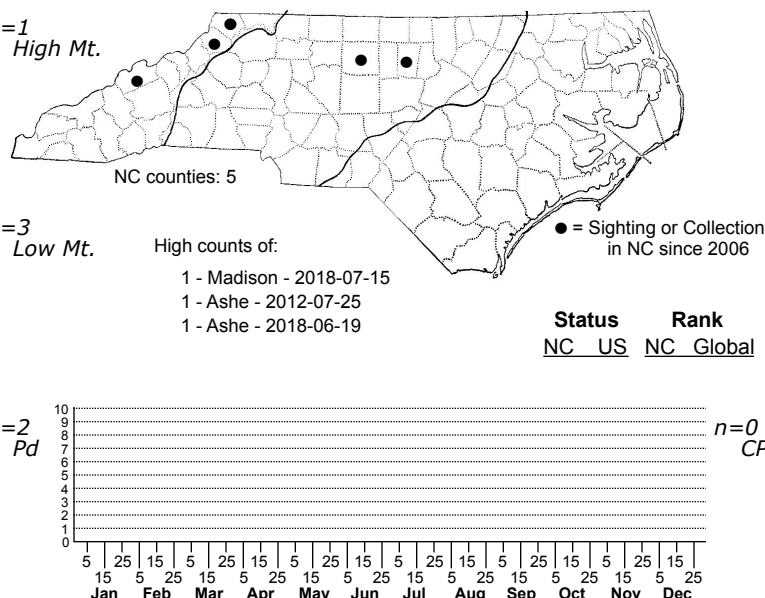 =1
High Mt.
NC counties: 5
=3
Low Mt.
High counts of:
1 - Madison - 2018-07-15
1 - Ashe - 2012-07-25
1 - Ashe - 2018-06-19
● = Sighting or Collection
in NC since 2006
Status Rank
NC US NC Global
=2
Pd
n=0
CP
10
9
8
7
6
5
4
3
2
1
0
5 25 15 5 25 15 5 25 15 5 25 15 5 25 15 5 25 15
15 5 25 15 5 25 15 5 25 15 5 25 15 5 25 15 5 25
Jan Feb Mar Apr May Jun Jul Aug Sep Oct Nov Dec